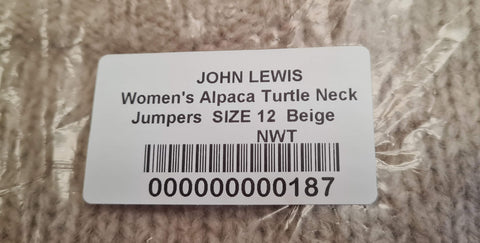 JOHN LEWIS
Women's Alpaca Turtle Neck
Jumpers SIZE 12 Beige
NWT
000000000187